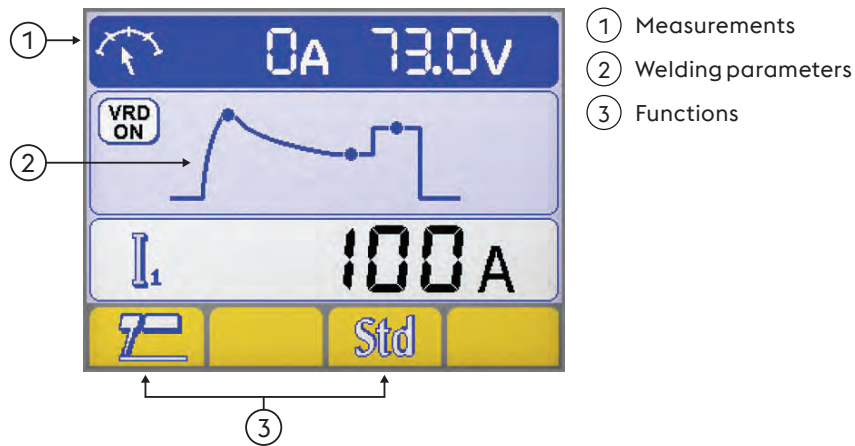 1
0A 73.0V
VRD
ON
2
I1
100A
Std
3
1 Measurements
2 Welding parameters
3 Functions